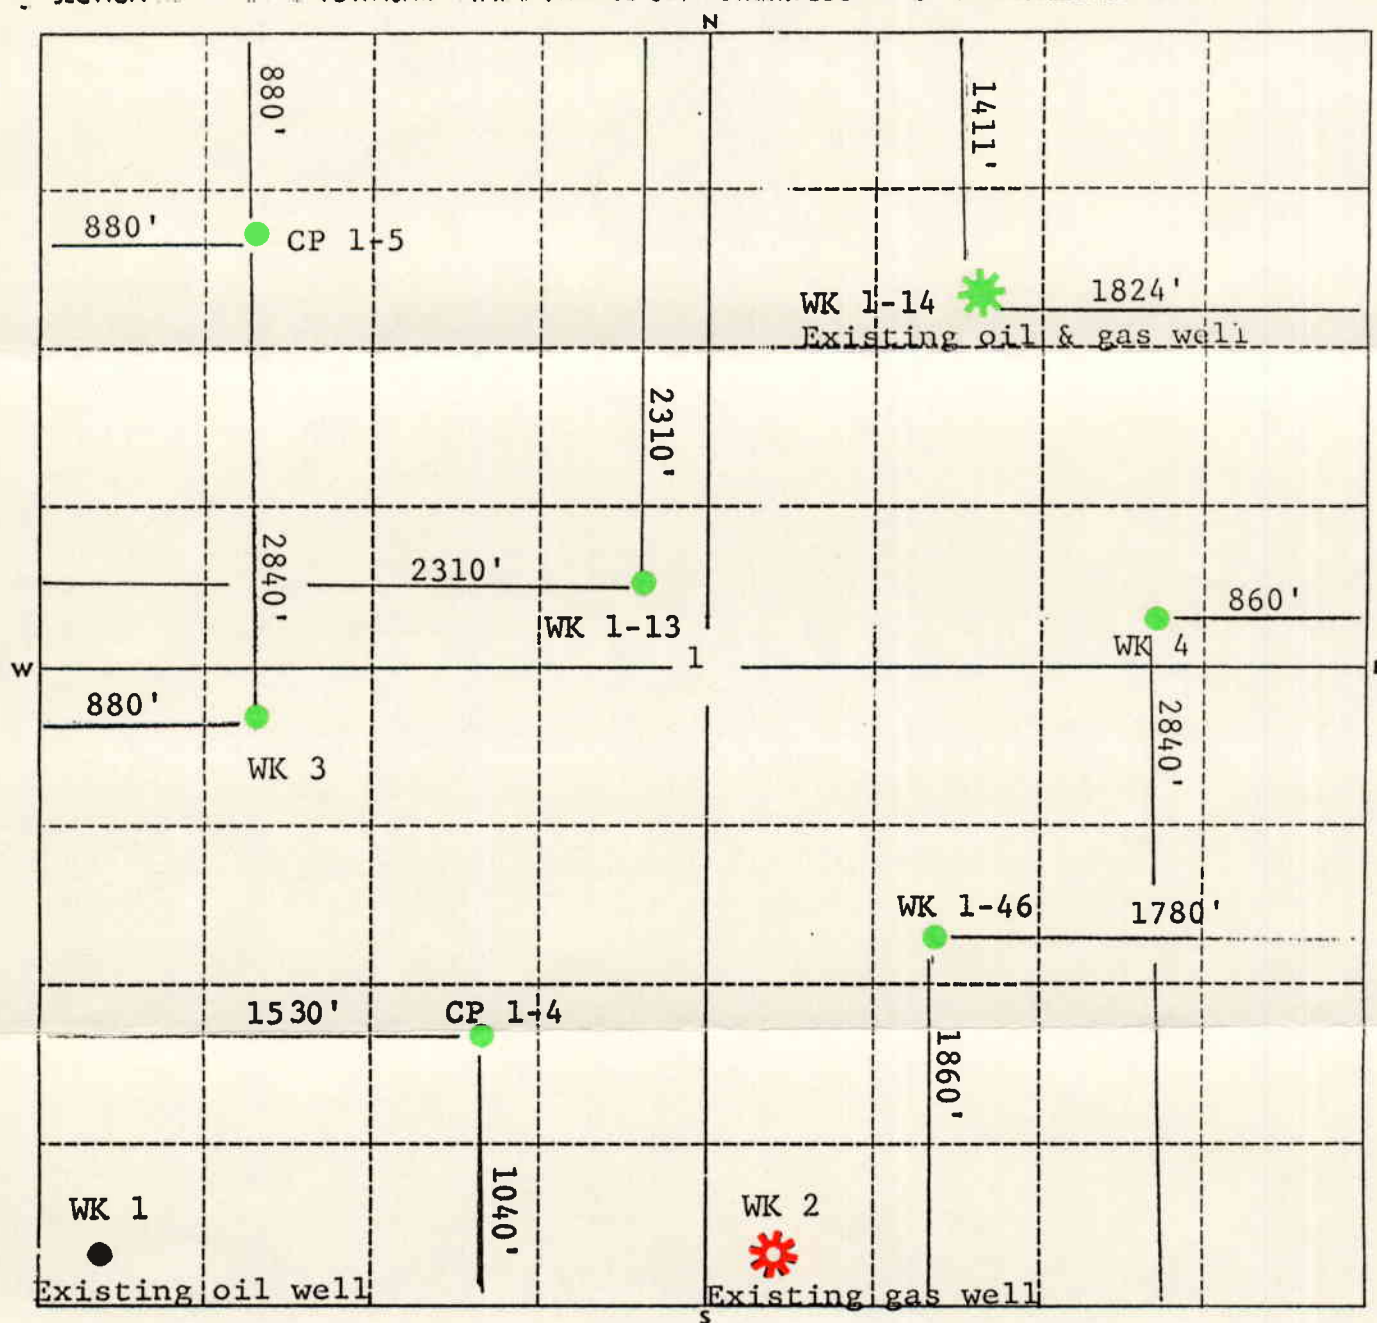 N
880'
1411'
880'
CP 1-5
WK 1-14
1824'
Existing oil & gas well
2310'
2840'
2310'
WK 1-13
860'
WK 4
W
1
880'
WK 3
2840'
WK 1-46
1780'
1530'
CP 1-4
1860'
1040'
WK 1
WK 2
Existing oil well
Existing gas well
S